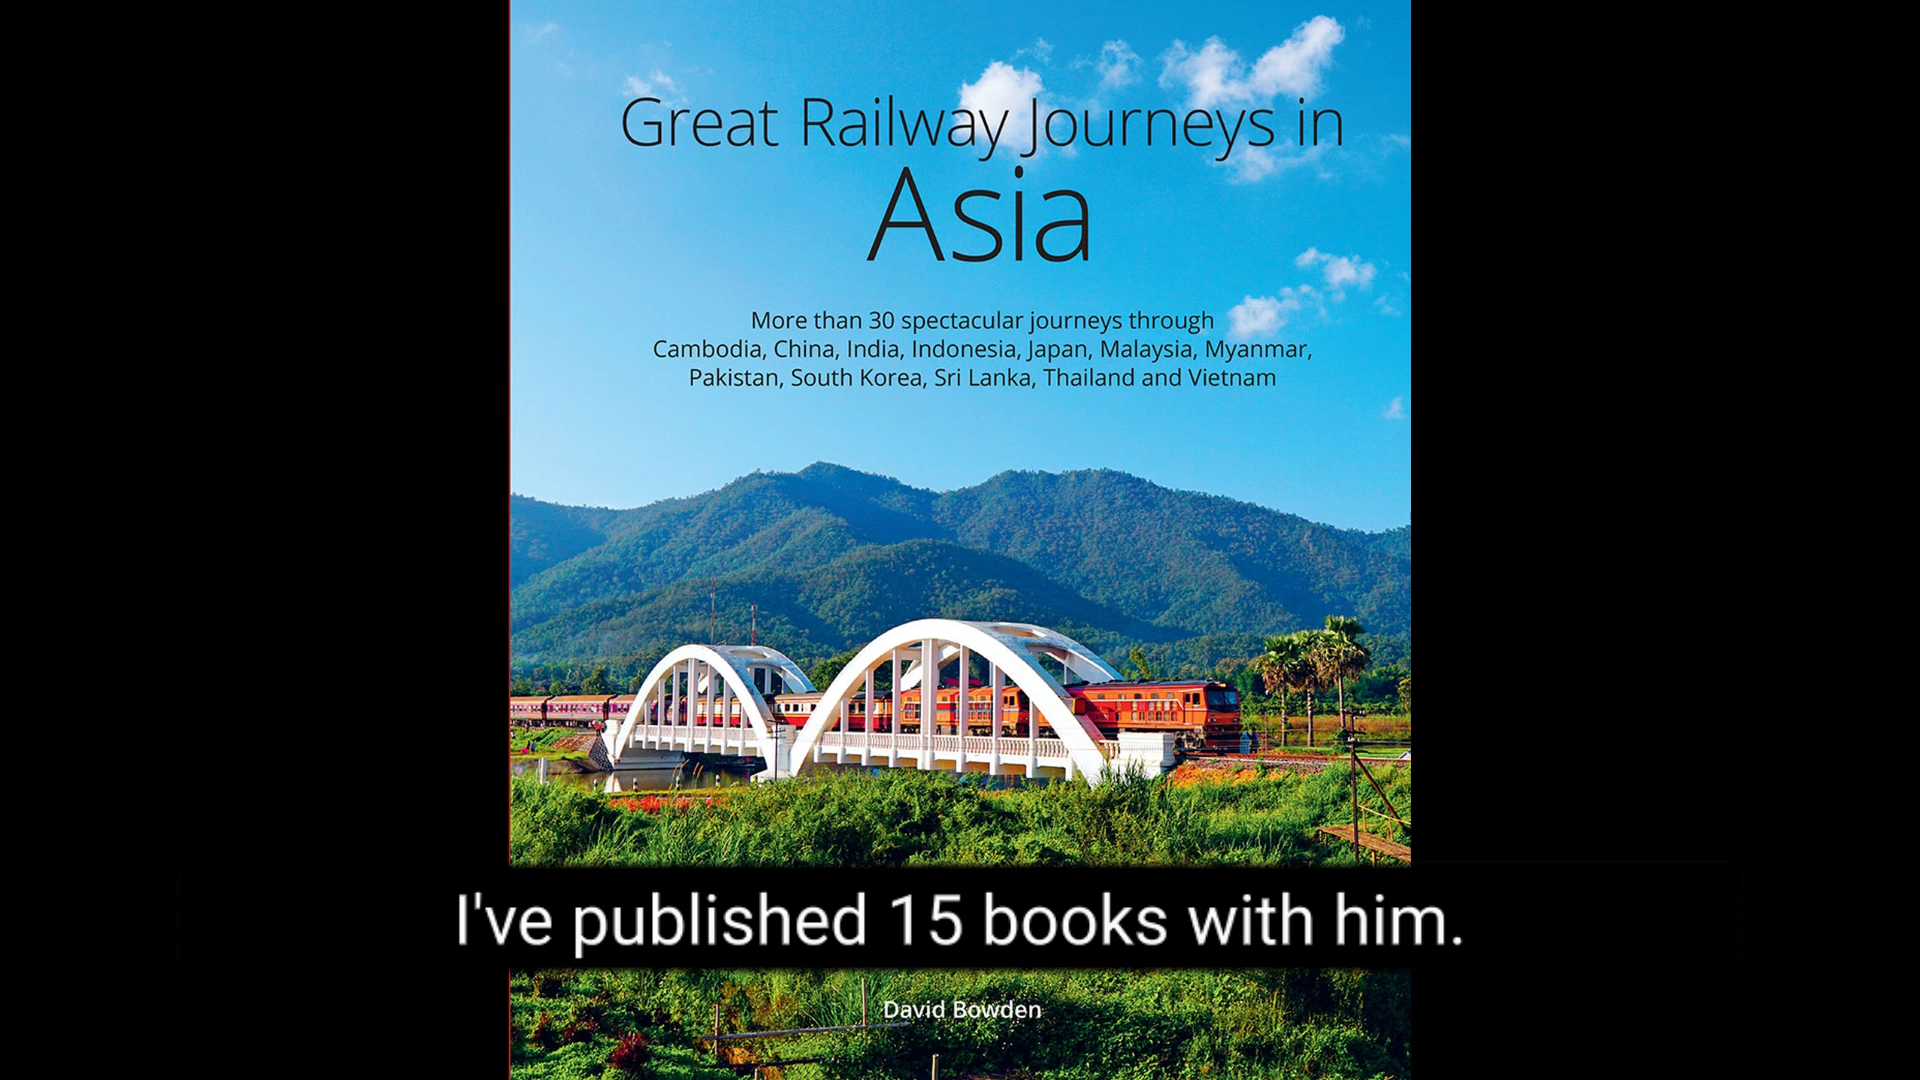 Great Railway Journeys in
Asia
More than 30 spectacular journeys through
Cambodia, China, India, Indonesia, Japan, Malaysia, Myanmar,
Pakistan, South Korea, Sri Lanka, Thailand and Vietnam
I've published 15 books with him.
David Bowden